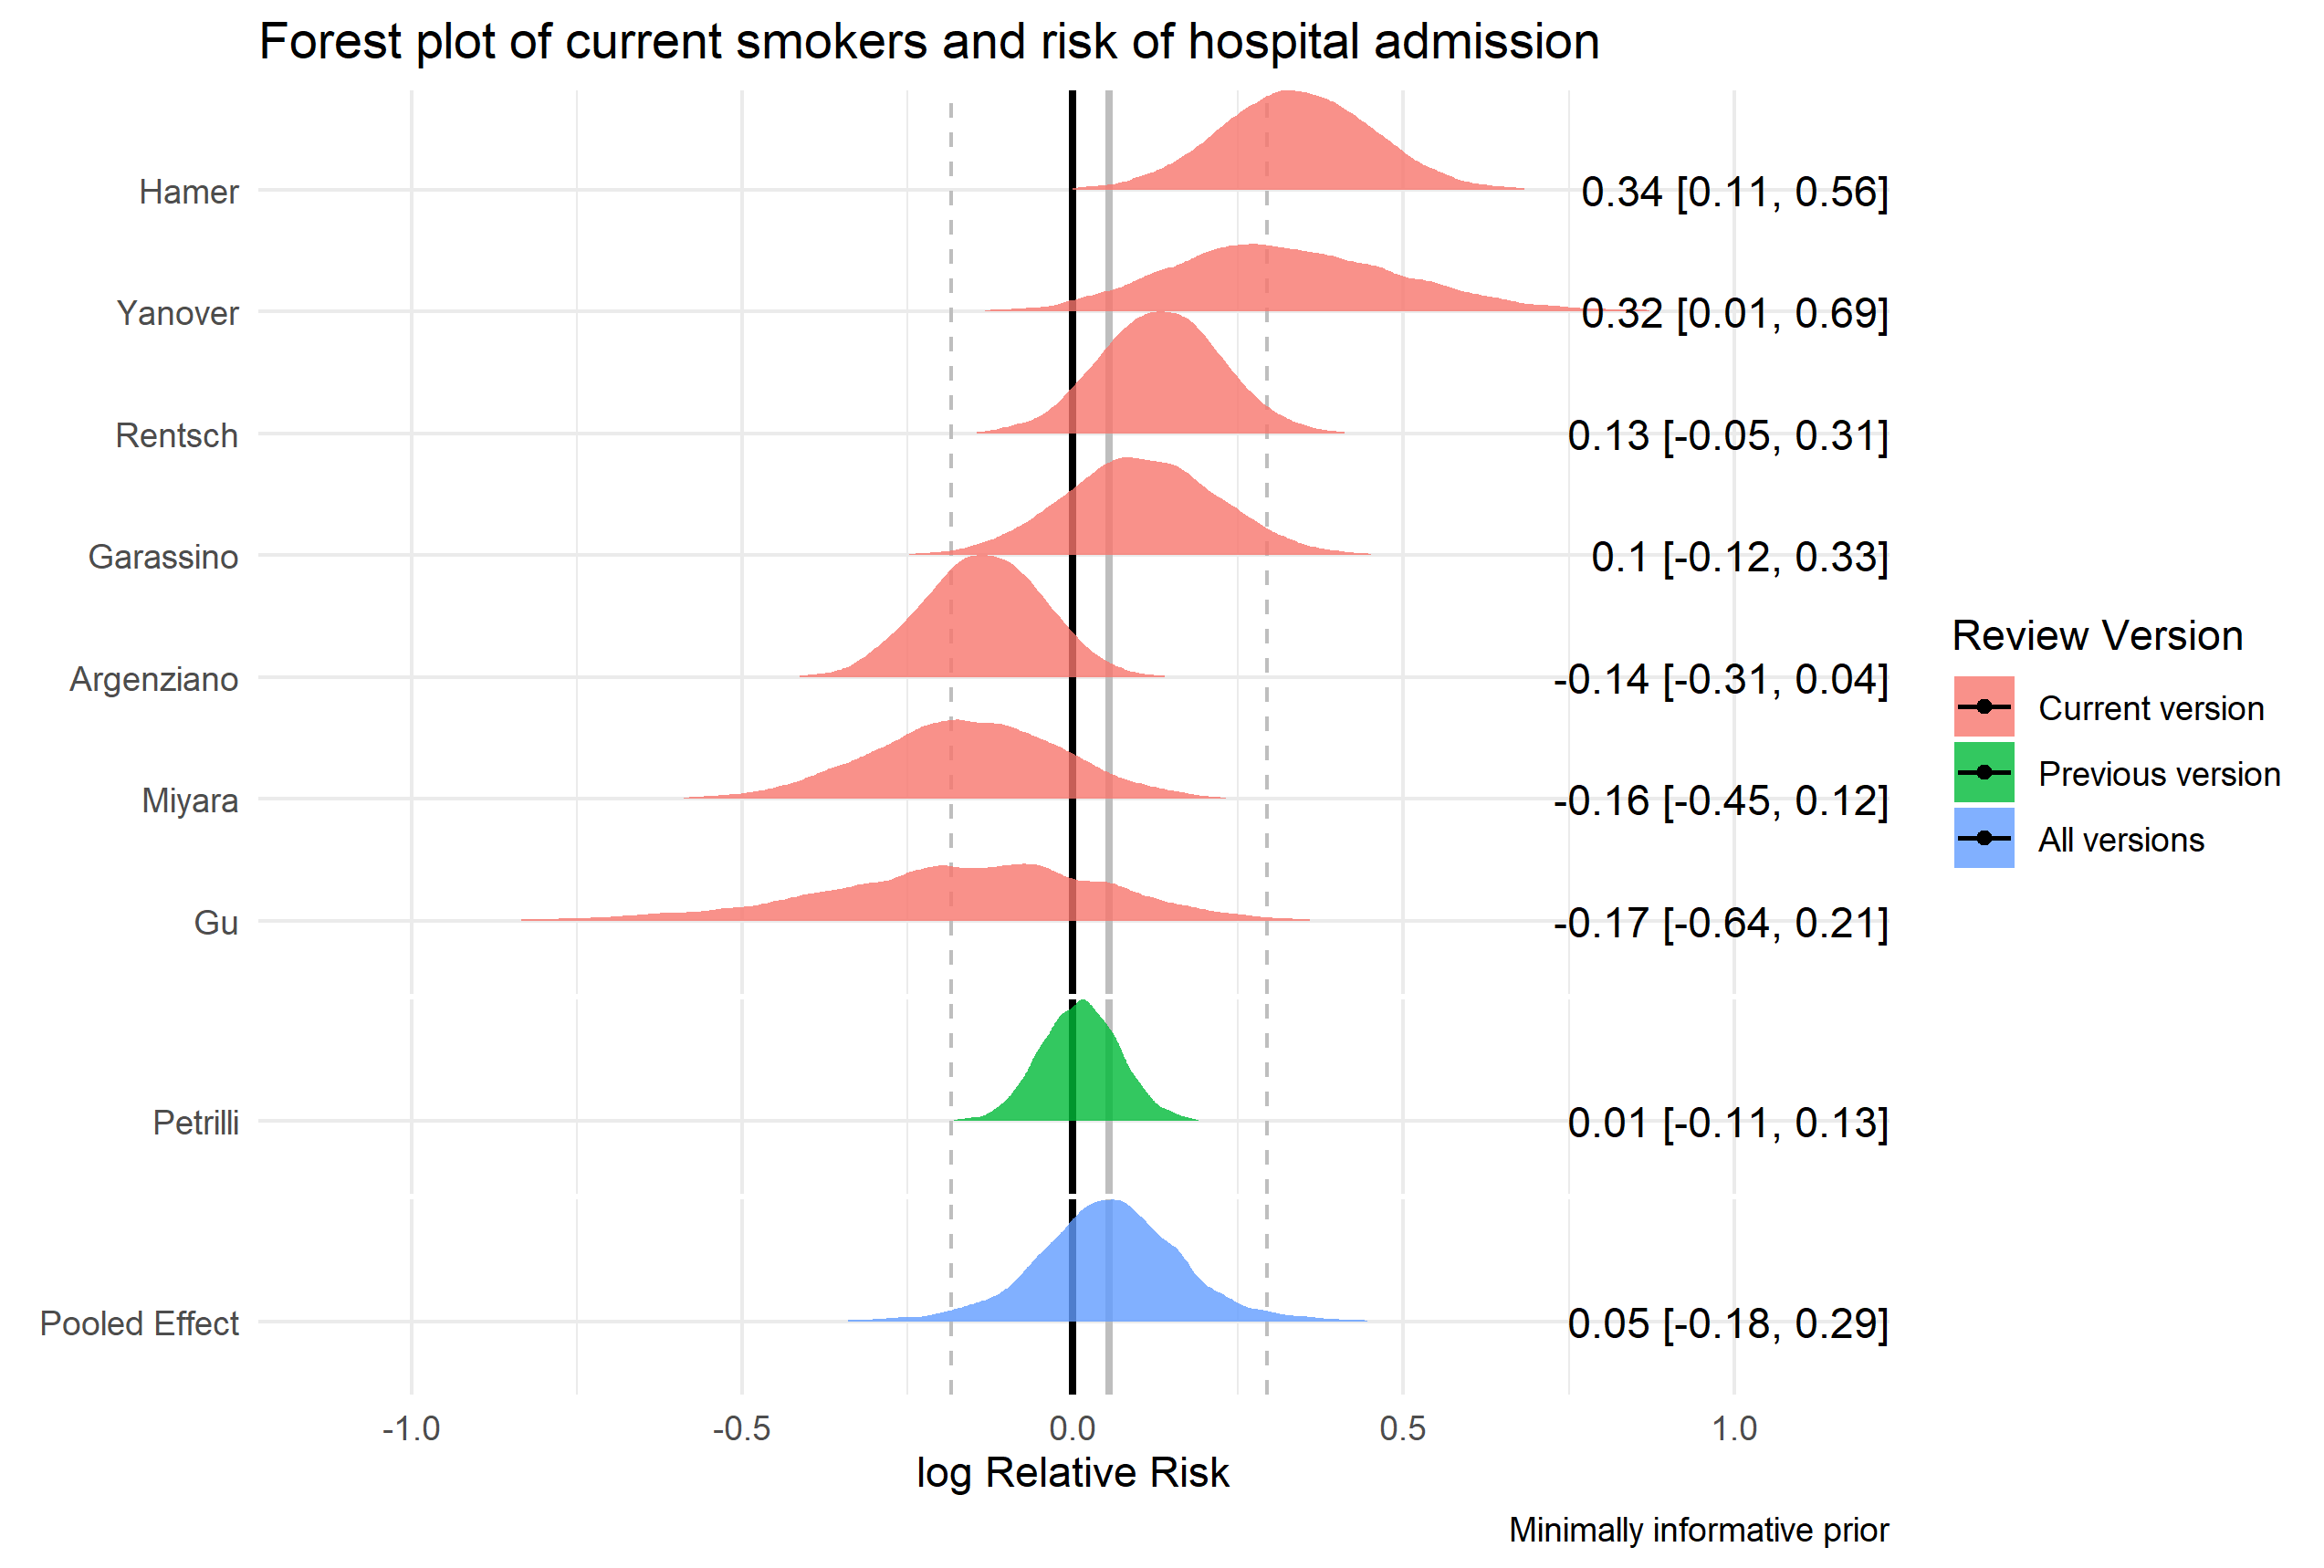 Forest plot of current smokers and risk of hospital admission
Hamer 0.34 [0.11, 0.56]
Yanover 0.32 [0.01, 0.69]
Rentsch 0.13 [-0.05, 0.31]
Garassino 0.1 [-0.12, 0.33]
Argenziano -0.14 [-0.31, 0.04]
Miyara -0.16 [-0.45, 0.12]
Gu -0.17 [-0.64, 0.21]
Petrilli 0.01 [-0.11, 0.13]
Pooled Effect 0.05 [-0.18, 0.29]
-1.0 -0.5 0.0 0.5 1.0
log Relative Risk
Minimally informative prior
Review Version
Current version
Previous version
All versions